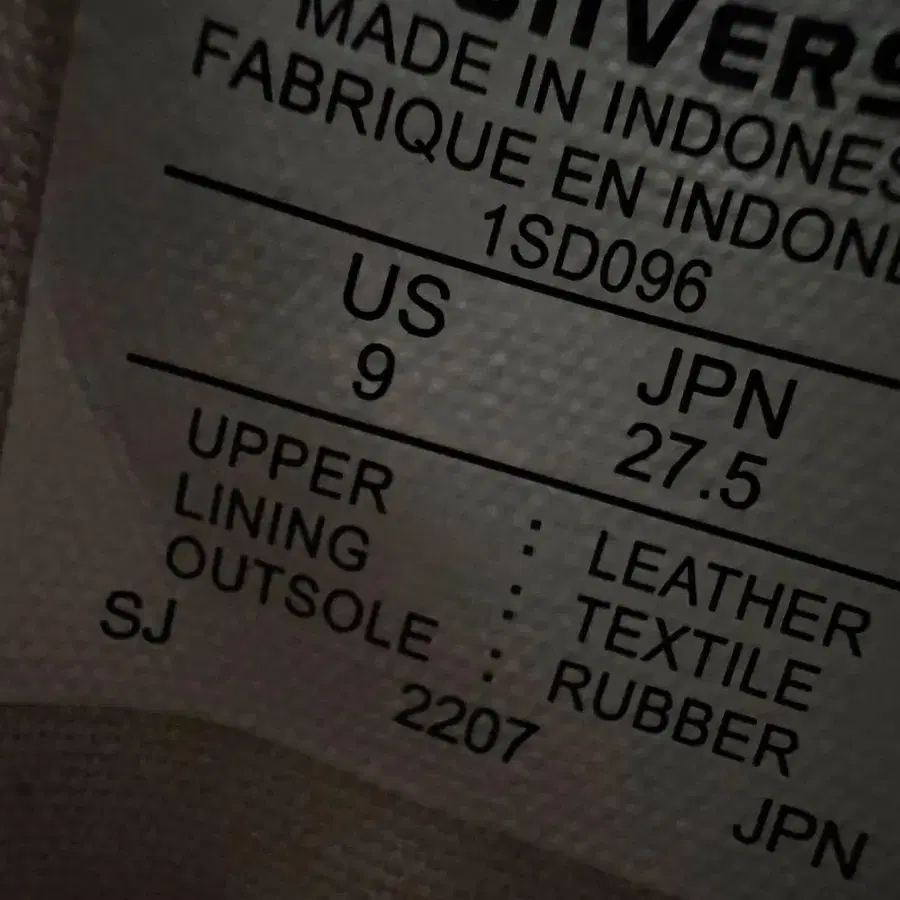 MADE IN INDONES
FABRIQUE EN INDONE
1SD096
US JPN
9 27.5
UPPER : LEATHER
LINING : TEXTILE
OUTSOLE : RUBBER
SJ 2207 JPN